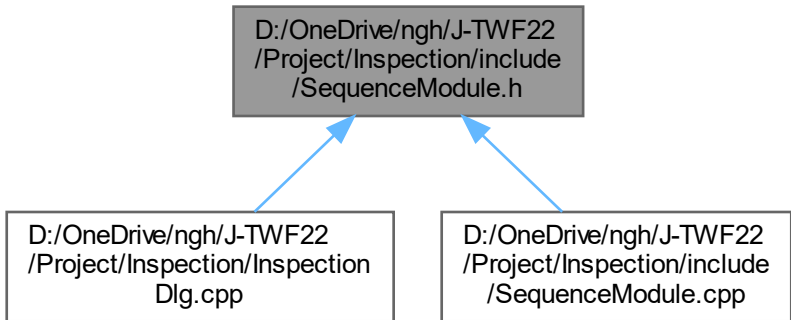 D:/OneDrive/ngh/J-TWF22
/Project/Inspection/include
/SequenceModule.h
D:/OneDrive/ngh/J-TWF22
/Project/Inspection/Inspection
Dlg.cpp
D:/OneDrive/ngh/J-TWF22
/Project/Inspection/include
/SequenceModule.cpp